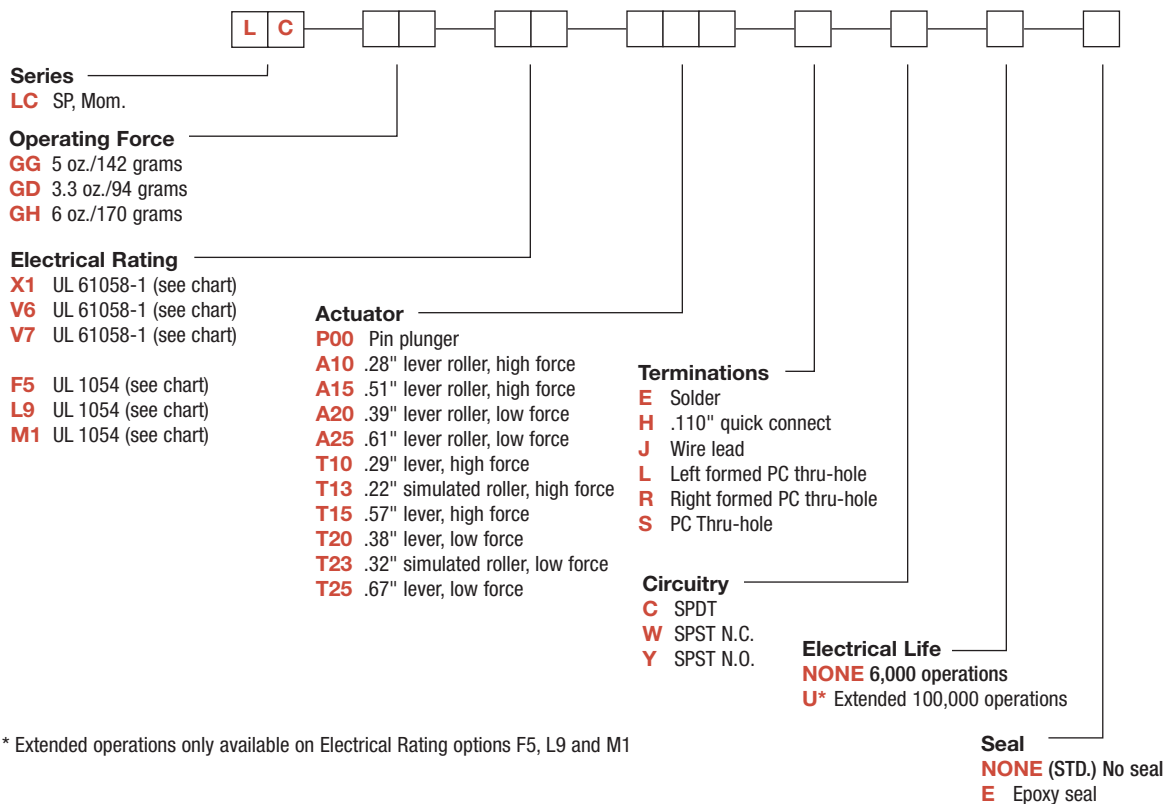 L C
Series
LC SP, Mom.
Operating Force
GG 5 oz./142 grams
GD 3.3 oz./94 grams
GH 6 oz./170 grams
Electrical Rating
X1 UL 61058-1 (see chart)
V6 UL 61058-1 (see chart)
V7 UL 61058-1 (see chart)
F5 UL 1054 (see chart)
L9 UL 1054 (see chart)
M1 UL 1054 (see chart)
Actuator
P00 Pin plunger
A10 .28" lever roller, high force
A15 .51" lever roller, high force
A20 .39" lever roller, low force
A25 .61" lever roller, low force
T10 .29" lever, high force
T13 .22" simulated roller, high force
T15 .57" lever, high force
T20 .38" lever, low force
T23 .32" simulated roller, low force
T25 .67" lever, low force
Terminations
E Solder
H .110" quick connect
J Wire lead
L Left formed PC thru-hole
R Right formed PC thru-hole
S PC Thru-hole
Circuitry
C SPDT
W SPST N.C.
Y SPST N.O.
Electrical Life
NONE 6,000 operations
U* Extended 100,000 operations
* Extended operations only available on Electrical Rating options F5, L9 and M1
Seal
NONE (STD.) No seal
E Epoxy seal